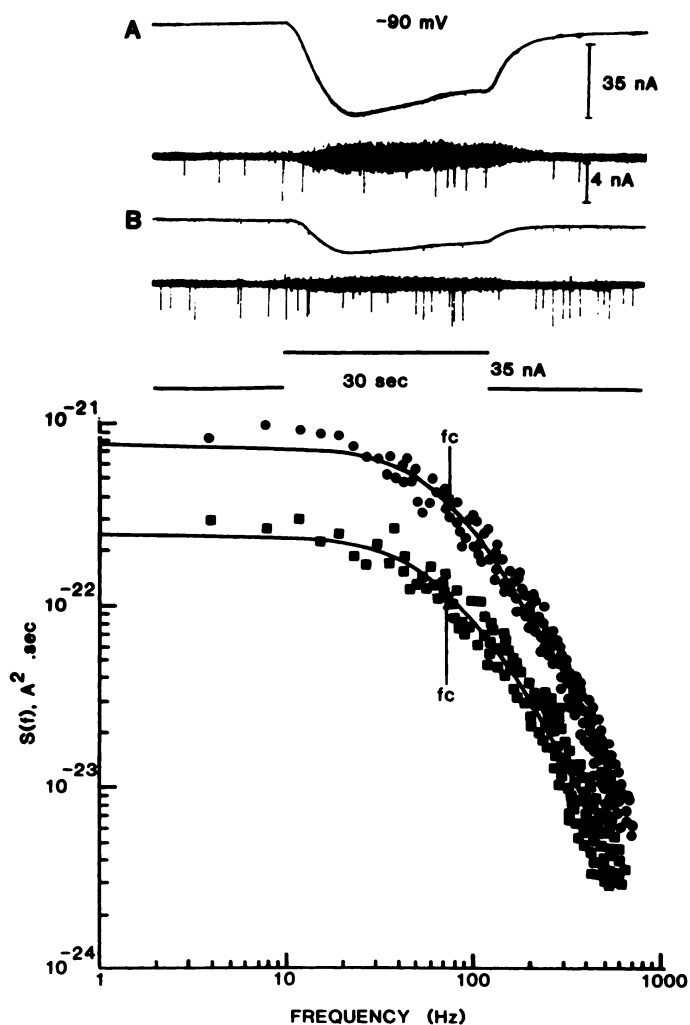 A
-90 mV
35 nA
4 nA
B
35 nA
30 sec
10-21
fc
10-22
fc
S(f), A2 .sec
10-23
10-24
1
10
100
1000
FREQUENCY (Hz)